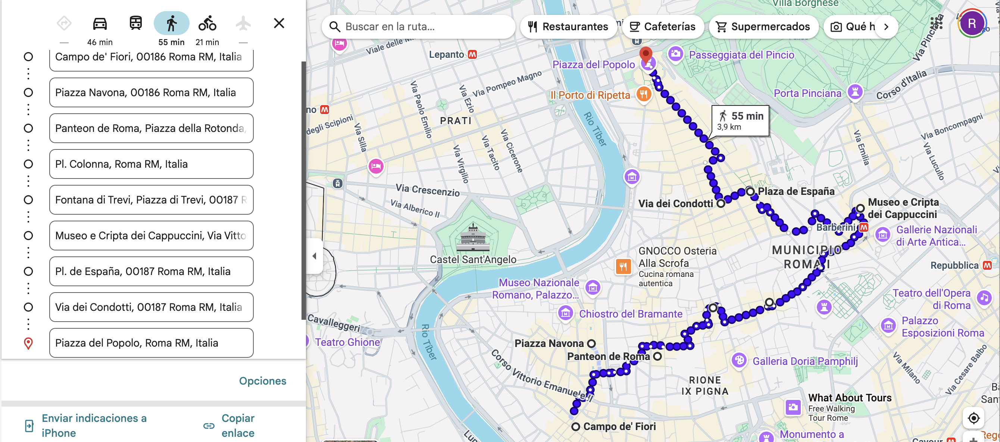 46 min
55 min
21 min
Campo de' Fiori, 00186 Roma RM, Italia
Piazza Navona, 00186 Roma RM, Italia
Panteon de Roma, Piazza della Rotonda,
Pl. Colonna, Roma RM, Italia
Fontana di Trevi, Piazza di Trevi, 00187 R
Museo e Cripta dei Cappuccini, Via Vitto
Pl. de España, 00187 Roma RM, Italia
Via dei Condotti, 00187 Roma RM, Italia
Piazza del Popolo, Roma RM, Italia
Opciones
Enviar indicaciones a
iPhone
Copiar
enlace
Buscar en la ruta...
Restaurantes
Cafeterías
Supermercados
Qué h
R
Villa Borghese
Viale delle Mi
Lepanto
M
Piazza del Popolo
Passeggiata del Pincio
Via Pinciana
Via Pompeo Magno
Il Porto di Ripetta
Porta Pinciana
Corso d'Italia
Via Paolo Emilio
Via Ezio
no
M
PRATI
degli Scipioni
Via Silla
Rio Tíber
55 min
3,9 km
Via Boncompagni
Via Emilia
Via Lucullo
Via Virgilio
Via Tacito
Via Cicerone
Via Crescenzio
Via Alberico II
Plaza de España
Via dei Condotti
Museo e Cripta
dei Cappuccini
Barberini
M
Gallerie Nazionali
di Arte Antica...
Castel Sant'Angelo
GNOCCO Osteria
Alla Scrofa
Cucina romana
autentica
MUNICIPIO
ROMA I
Repubblica
M
Museo Nazionale
Romano, Palazzo...
Chiostro del Bramante
Teatro dell'Opera
di Roma
Palazzo
Esposizioni Roma
Cavalleggeri
Rio Tíber
Teatro Ghione
Piazza Navona
Panteon de Roma
Corso Vittorio Emanuele II
Galleria Doria Pamphilj
Via Milano
Via Cesare Balbo
RIONE
IX PIGNA
What About Tours
Free Walking
Tour Rome
Campo de' Fiori
Monumento a
Lun
Cavour
M